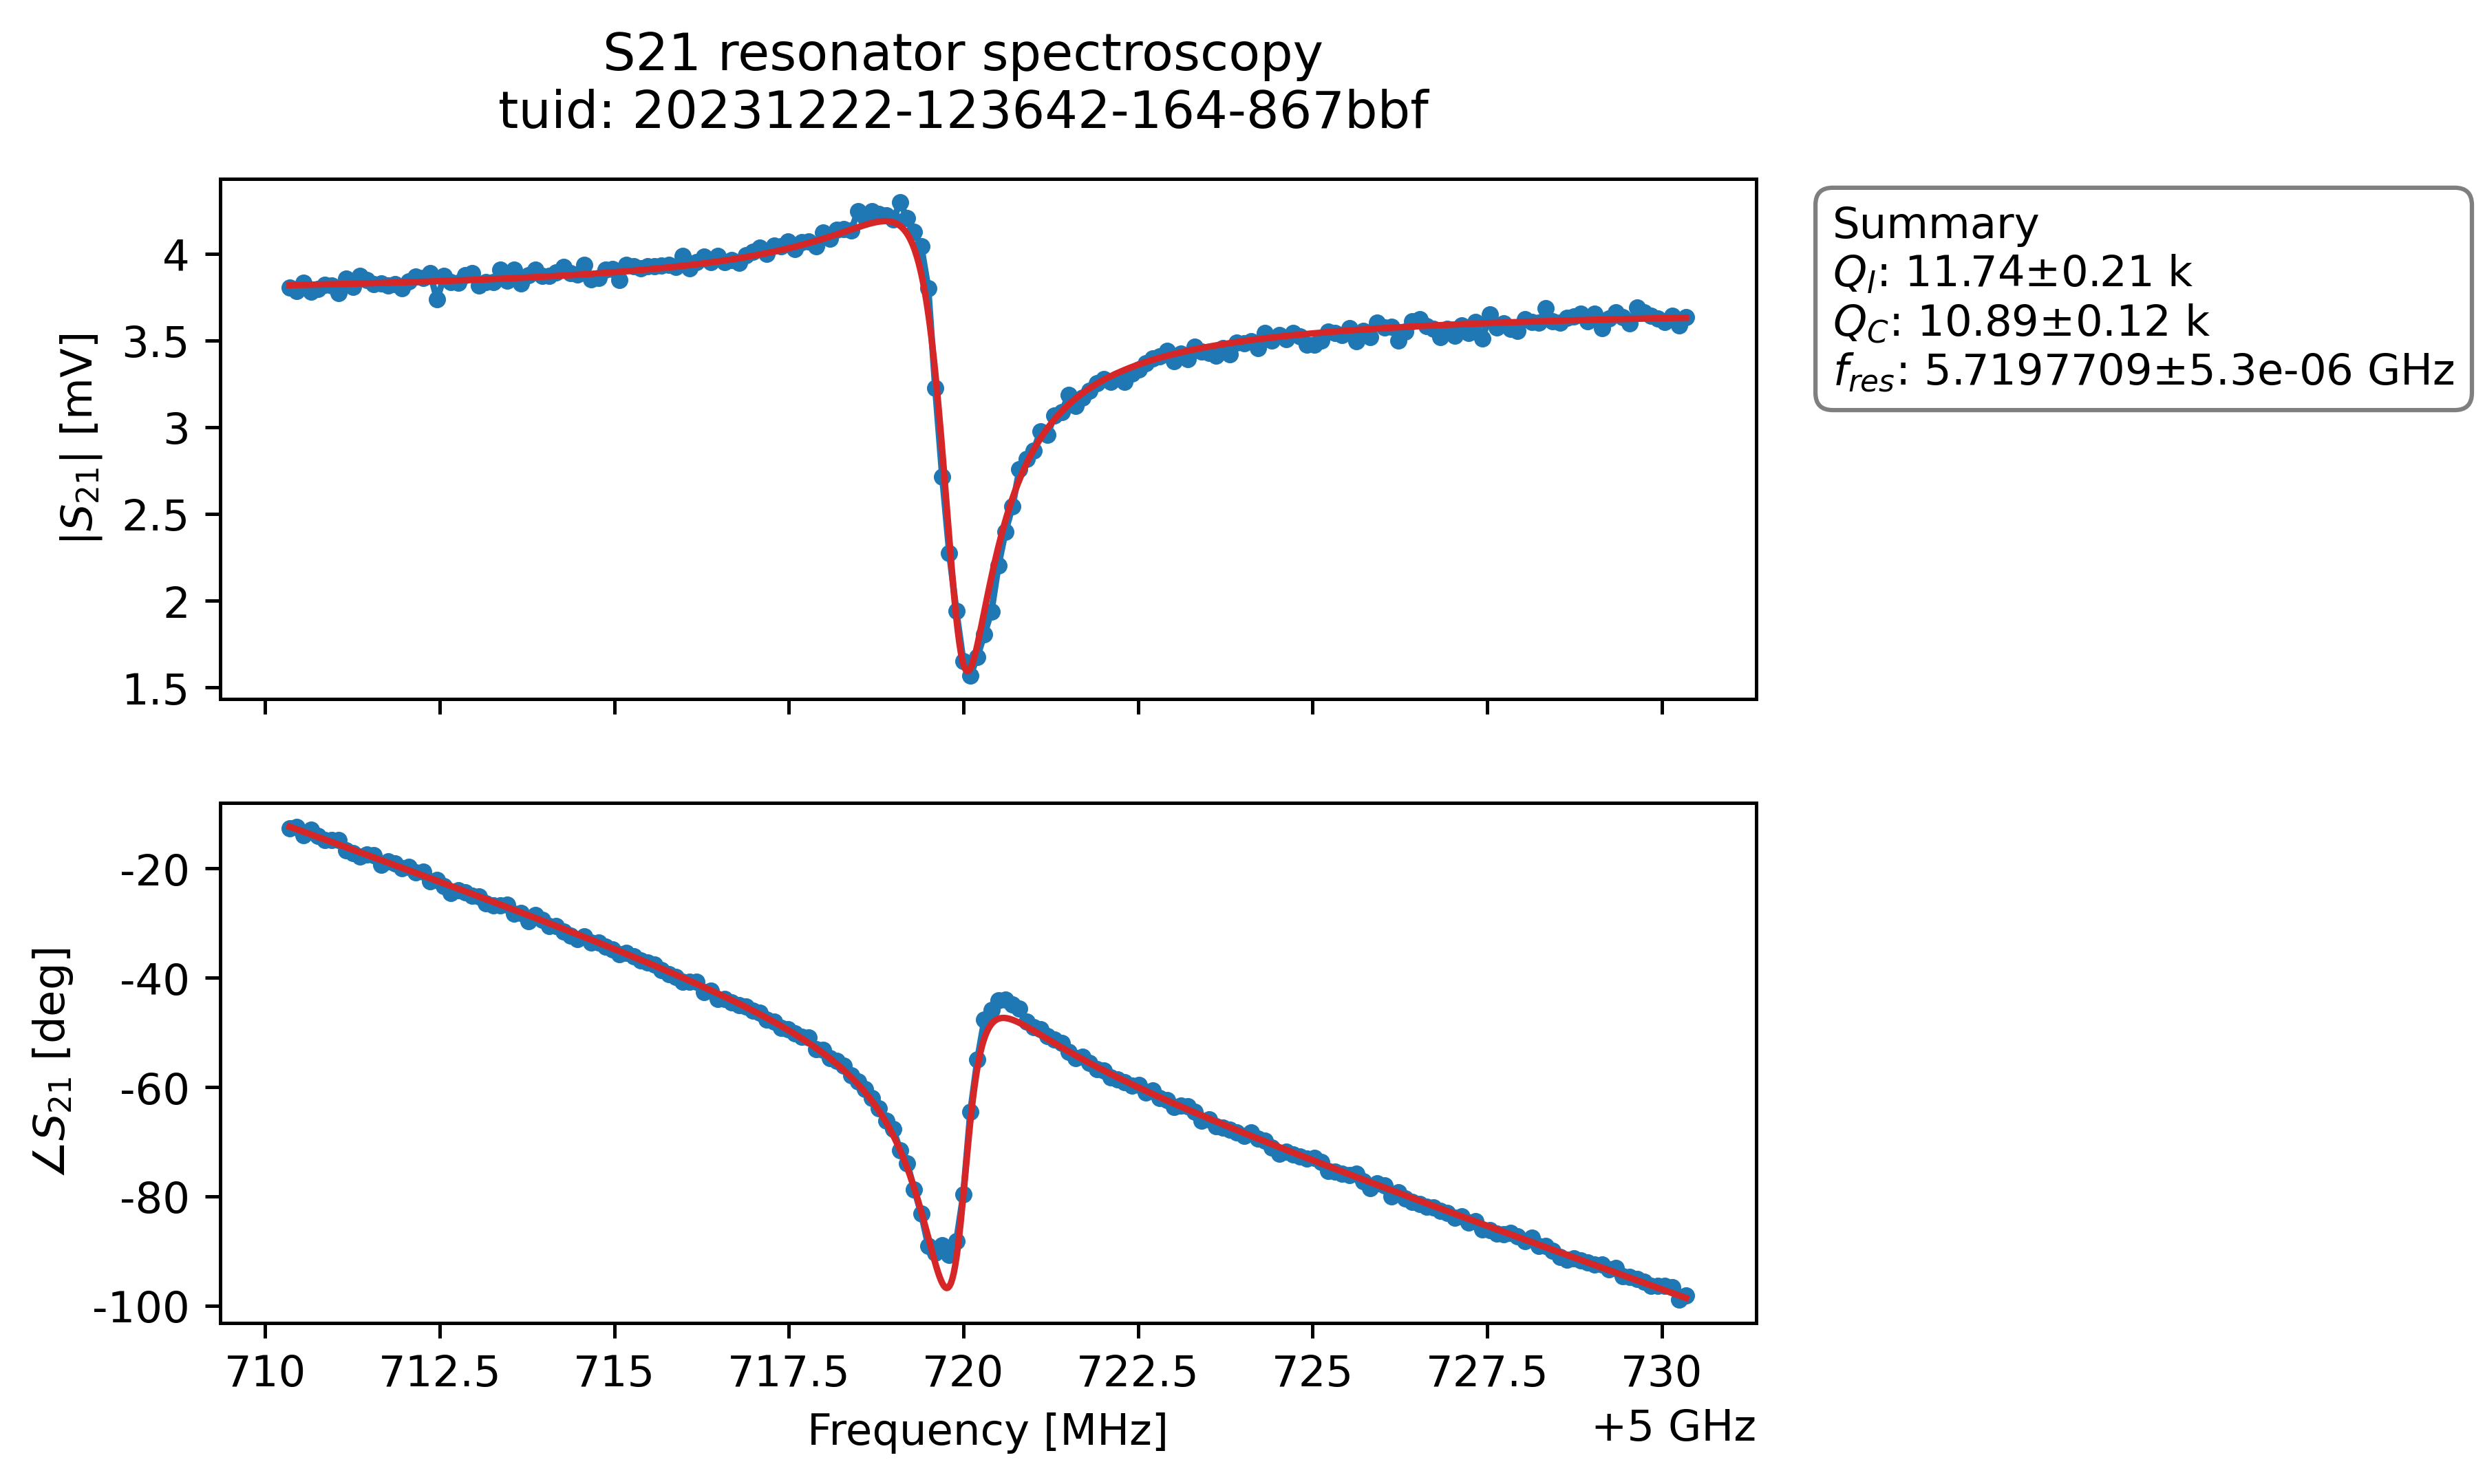 S21 resonator spectroscopy
tuid: 20231222-123642-164-867bbf
|S21| [mV]
4
3.5
3
2.5
2
1.5
Summary
QI: 11.74±0.21 k
QC: 10.89±0.12 k
fres: 5.7197709±5.3e-06 GHz
∠S21 [deg]
-20
-40
-60
-80
-100
710 712.5 715 717.5 720 722.5 725 727.5 730
Frequency [MHz]
+5 GHz